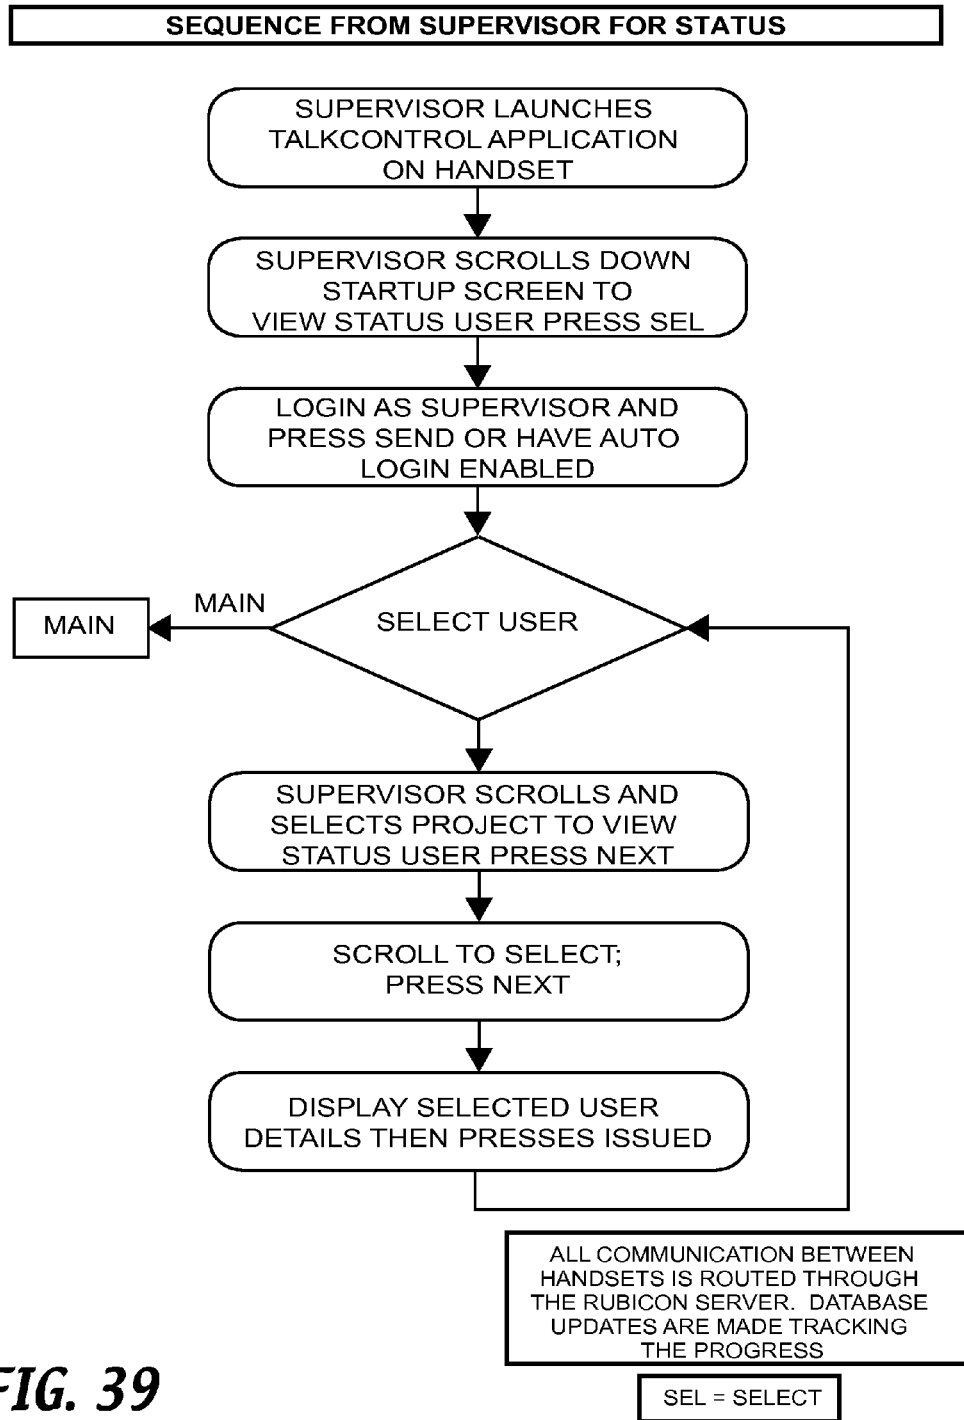 SEQUENCE FROM SUPERVISOR FOR STATUS
SUPERVISOR LAUNCHES
TALKCONTROL APPLICATION
ON HANDSET
SUPERVISOR SCROLLS DOWN
STARTUP SCREEN TO
VIEW STATUS USER PRESS SEL
LOGIN AS SUPERVISOR AND
PRESS SEND OR HAVE AUTO
LOGIN ENABLED
MAIN
MAIN
SELECT USER
SUPERVISOR SCROLLS AND
SELECTS PROJECT TO VIEW
STATUS USER PRESS NEXT
SCROLL TO SELECT;
PRESS NEXT
DISPLAY SELECTED USER
DETAILS THEN PRESSES ISSUED
ALL COMMUNICATION BETWEEN
HANDSETS IS ROUTED THROUGH
THE RUBICON SERVER. DATABASE
UPDATES ARE MADE TRACKING
THE PROGRESS
SEL = SELECT
FIG. 39